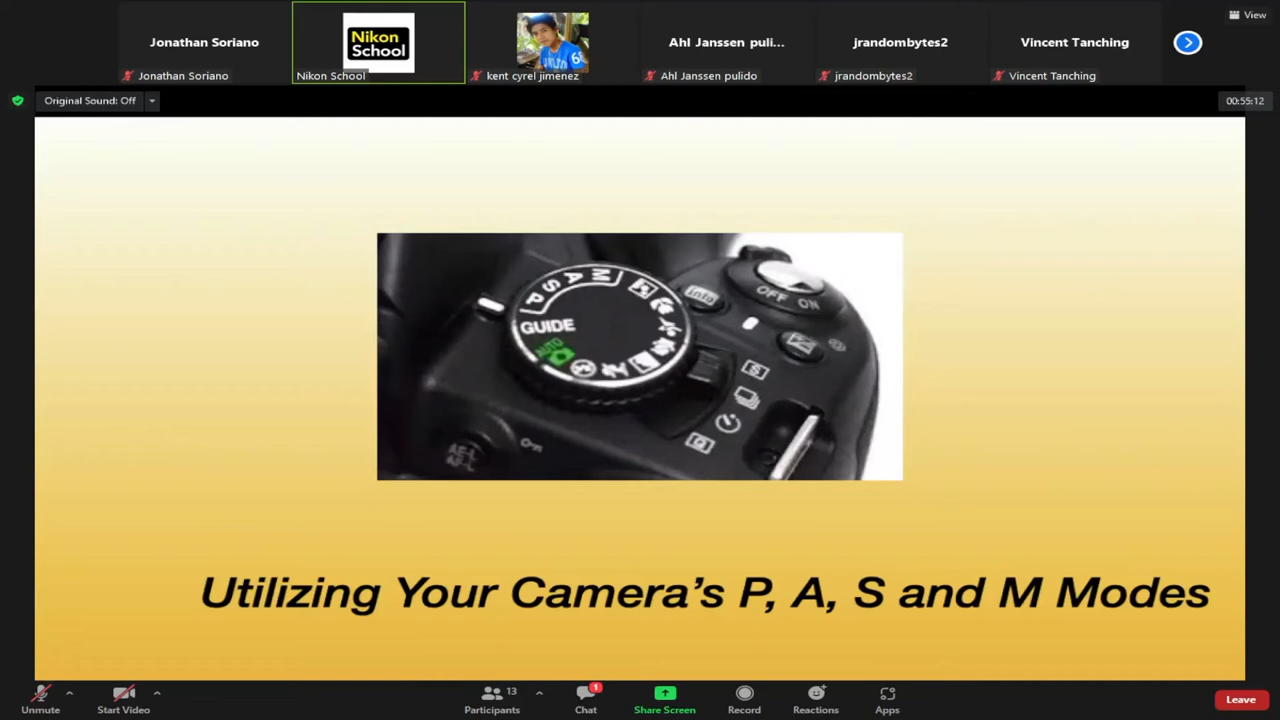 Jonathan Soriano
Nikon
School
Ahl Janssen puli...
jrandombytes2
Vincent Tanching
View
Jonathan Soriano
Nikon School
kent cyrel jimenez
Ahl Janssen pulido
jrandombytes2
Vincent Tanching
Original Sound: Off
00:55:12
M
A
S
P
GUIDE
AUTO
info
OFF ON
S
AE-L
AF-L
Utilizing Your Camera's P, A, S and M Modes
Unmute
Start Video
13
Participants
1
Chat
Share Screen
Record
Reactions
Apps
Leave